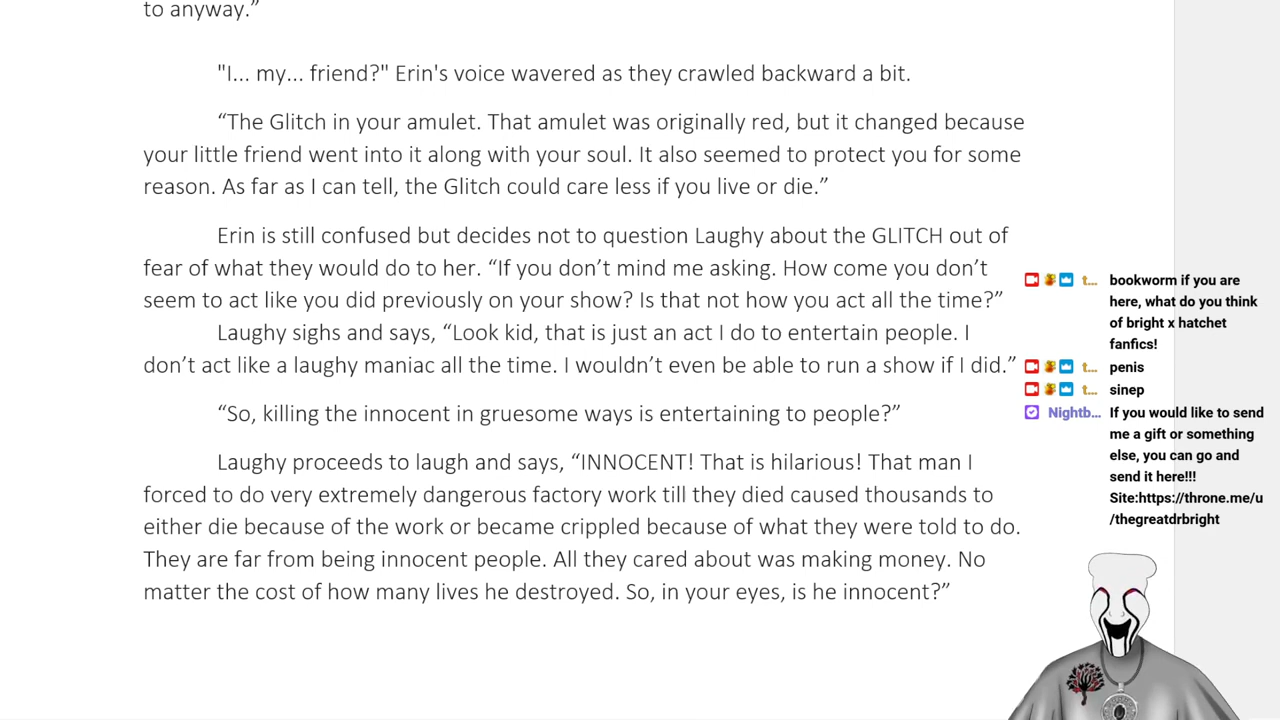 to anyway.”
"I... my... friend?" Erin's voice wavered as they crawled backward a bit.
“The Glitch in your amulet. That amulet was originally red, but it changed because
your little friend went into it along with your soul. It also seemed to protect you for some
reason. As far as I can tell, the Glitch could care less if you live or die.”
Erin is still confused but decides not to question Laughy about the GLITCH out of
fear of what they would do to her. “If you don’t mind me asking. How come you don’t
seem to act like you did previously on your show? Is that not how you act all the time?”
Laughy sighs and says, “Look kid, that is just an act I do to entertain people. I
don’t act like a laughy maniac all the time. I wouldn’t even be able to run a show if I did.”
“So, killing the innocent in gruesome ways is entertaining to people?”
Laughy proceeds to laugh and says, “INNOCENT! That is hilarious! That man I
forced to do very extremely dangerous factory work till they died caused thousands to
either die because of the work or became crippled because of what they were told to do.
They are far from being innocent people. All they cared about was making money. No
matter the cost of how many lives he destroyed. So, in your eyes, is he innocent?”
t... bookworm if you are
here, what do you think
of bright x hatchet
fanfics!
t... penis
t... sinep
Nightb... If you would like to send
me a gift or something
else, you can go and
send it here!!!
Site:https://throne.me/u
/thegreatdrbright